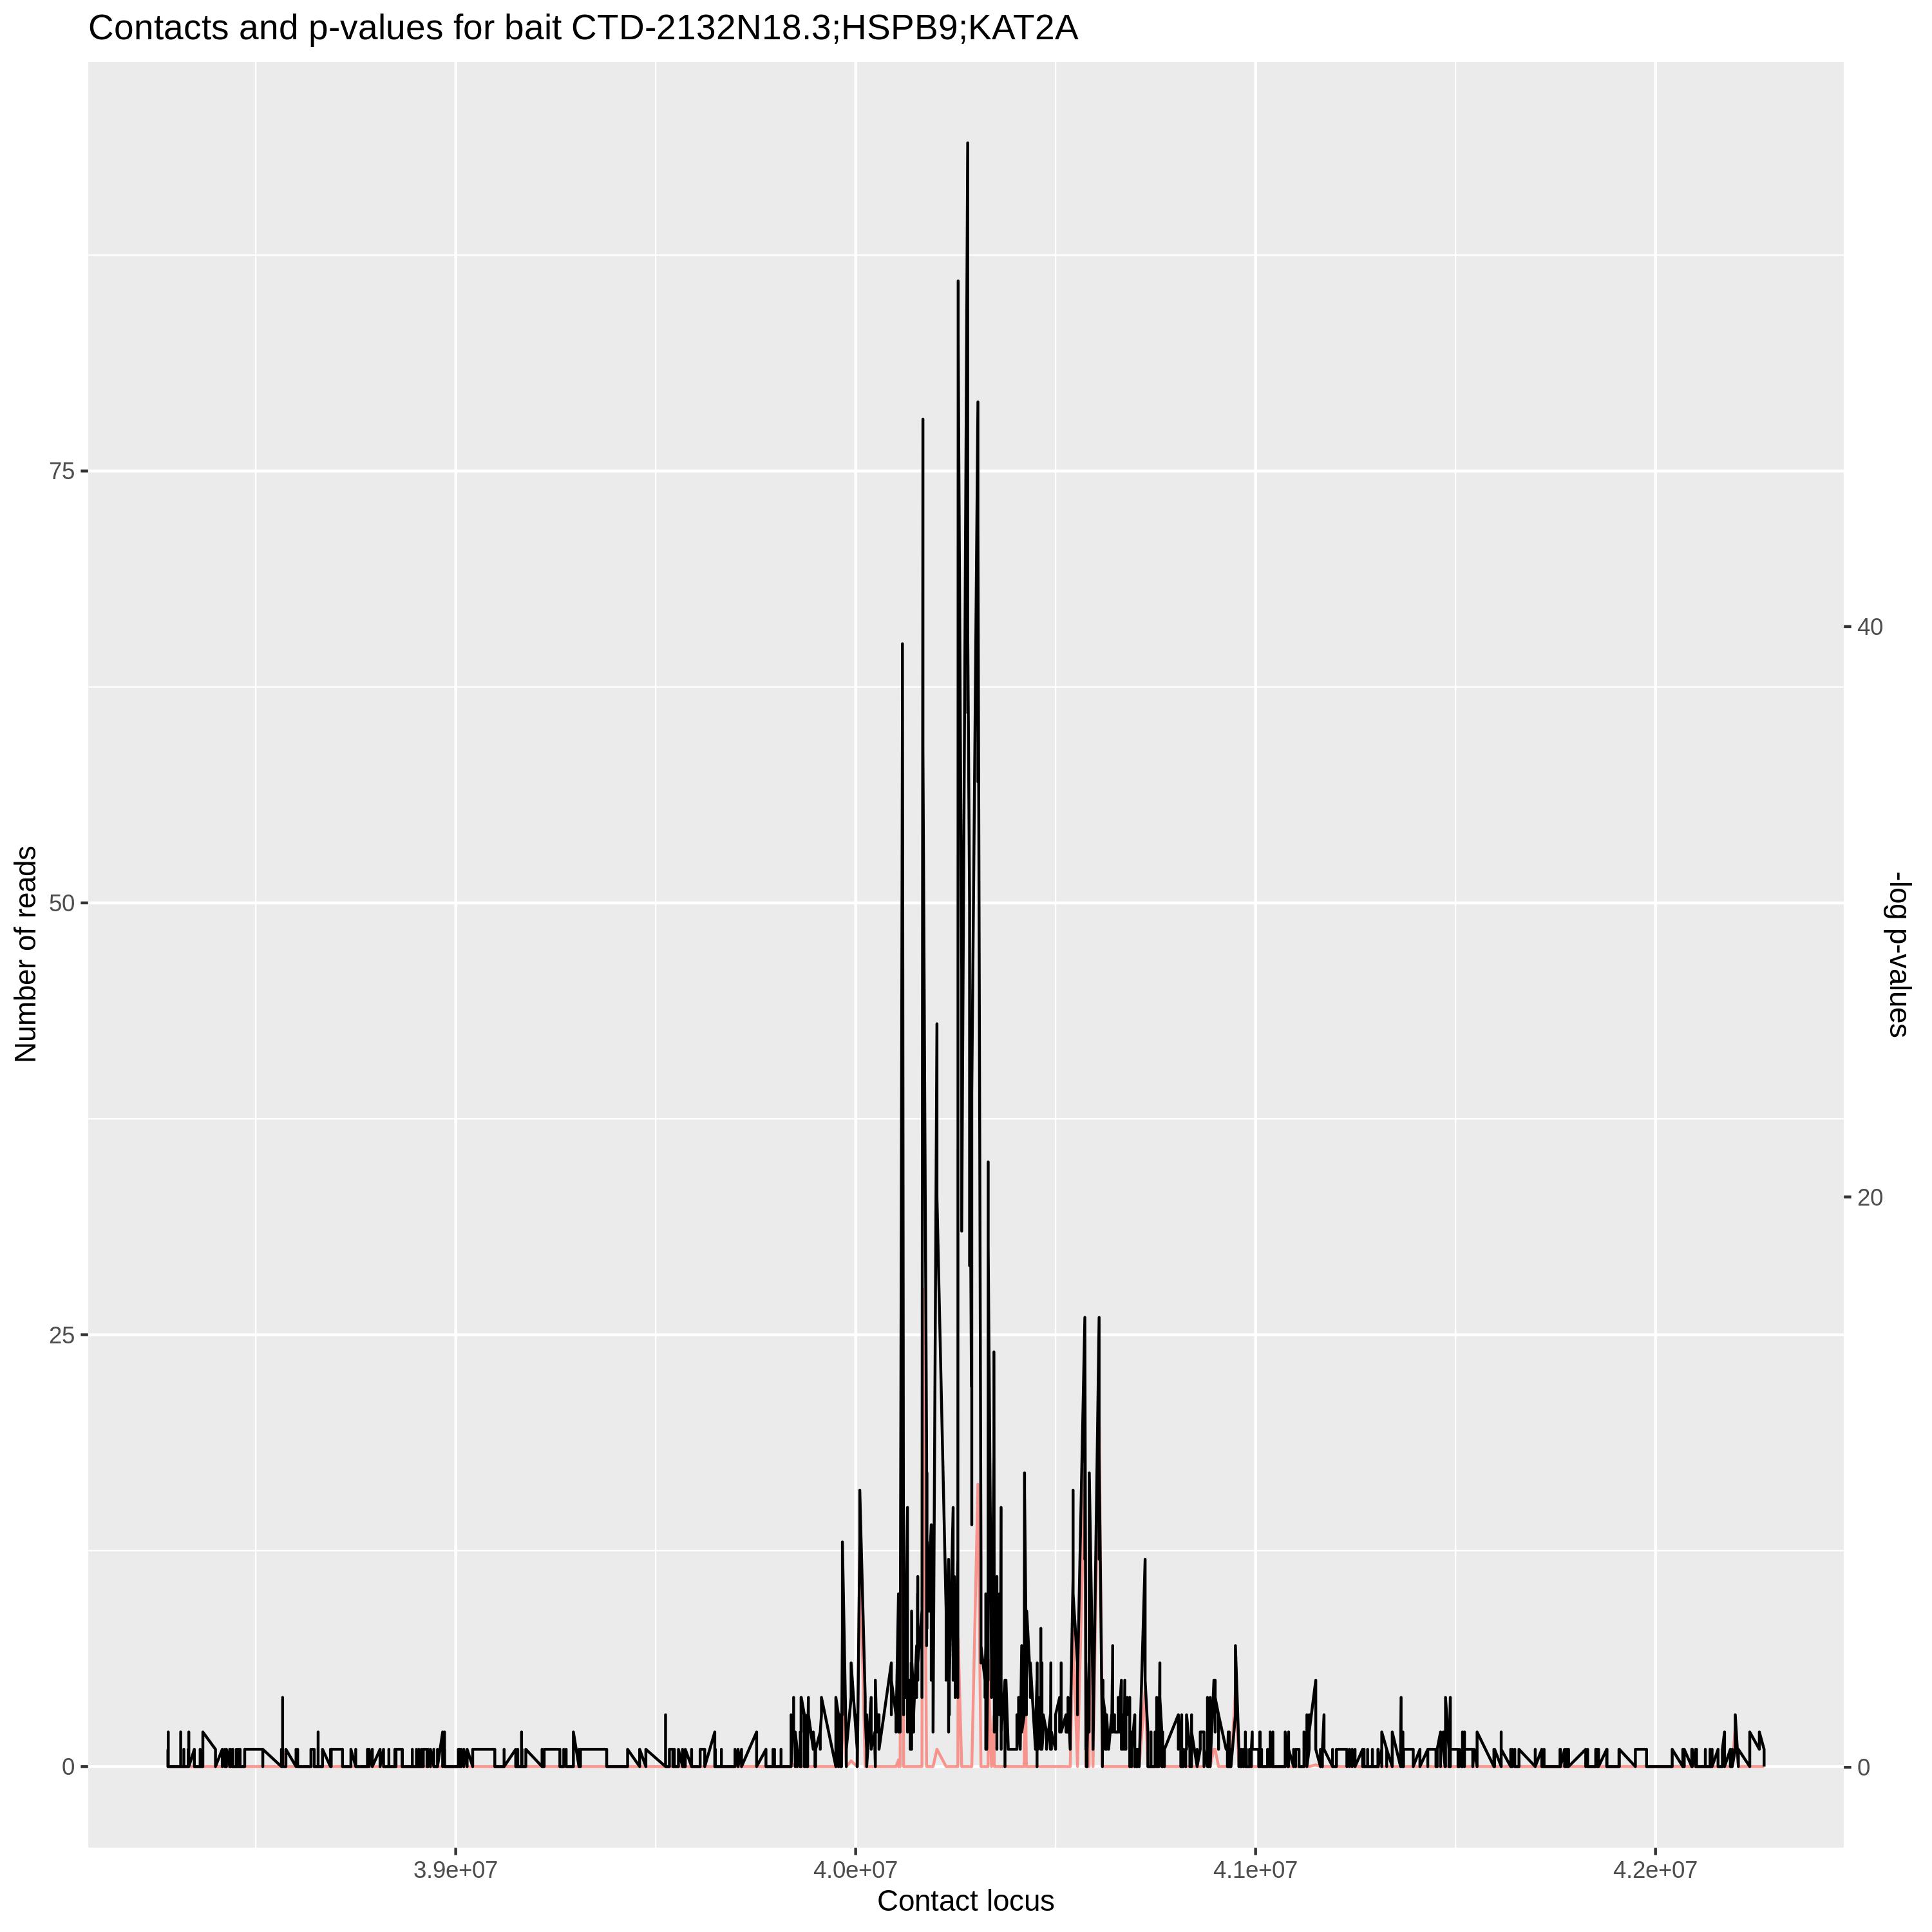 Contacts and p-values for bait CTD-2132N18.3;HSPB9;KAT2A
Number of reads
75
50
25
0
40
20
0
-log p-values
3.9e+07 4.0e+07 4.1e+07 4.2e+07
Contact locus